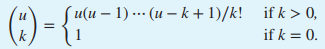 (u k) = { u(u − 1) ··· (u − k + 1)/k! if k > 0,
1 if k = 0.